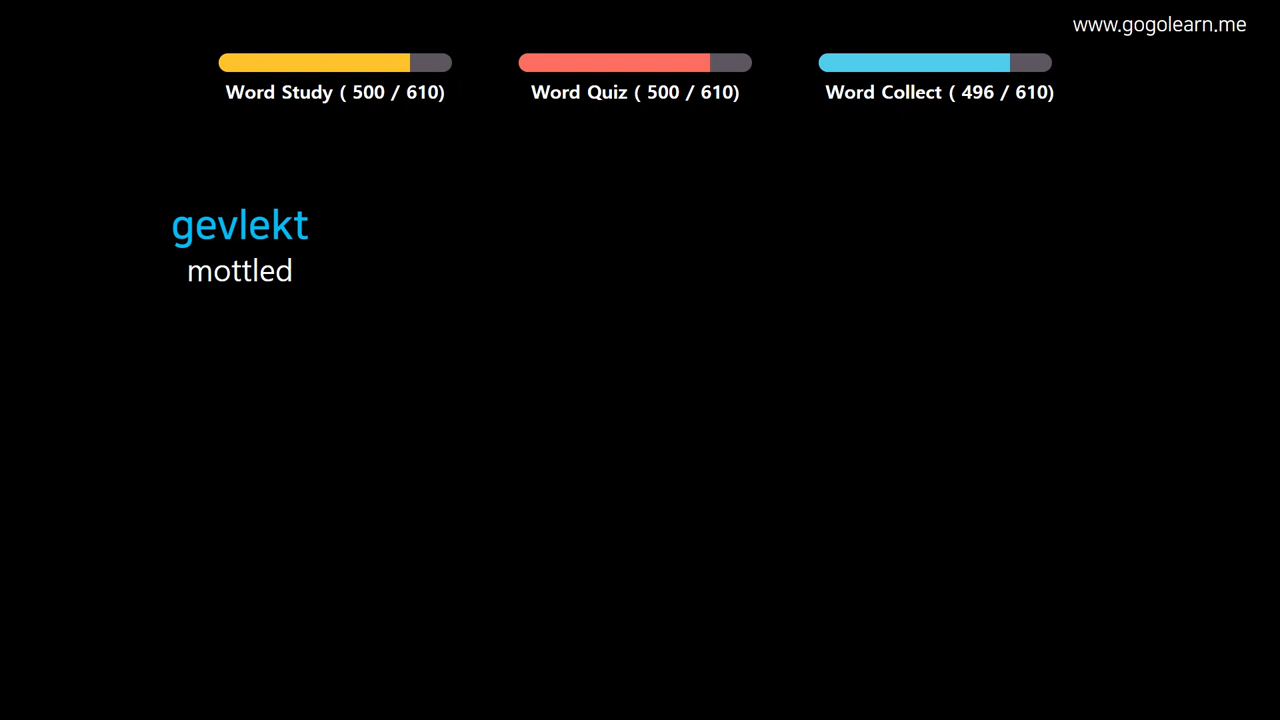 www.gogolearn.me
Word Study ( 500 / 610)
Word Quiz ( 500 / 610)
Word Collect ( 496 / 610)
gevlekt
mottled